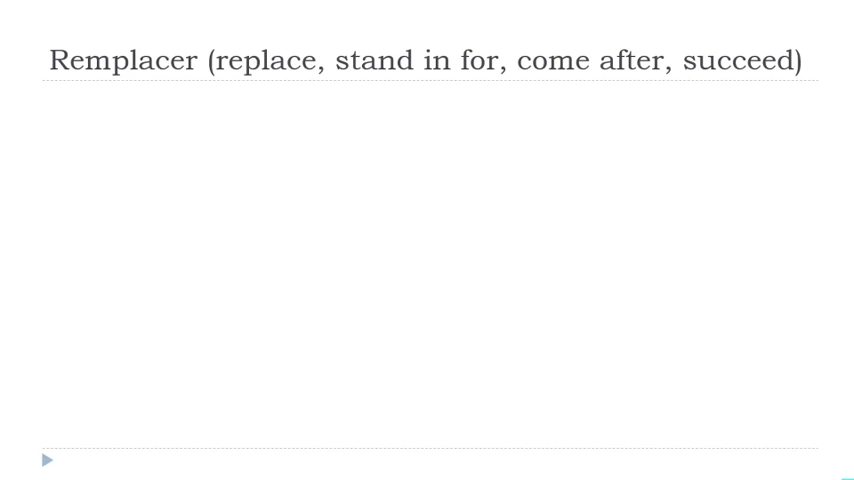 Remplacer (replace, stand in for, come after, succeed)